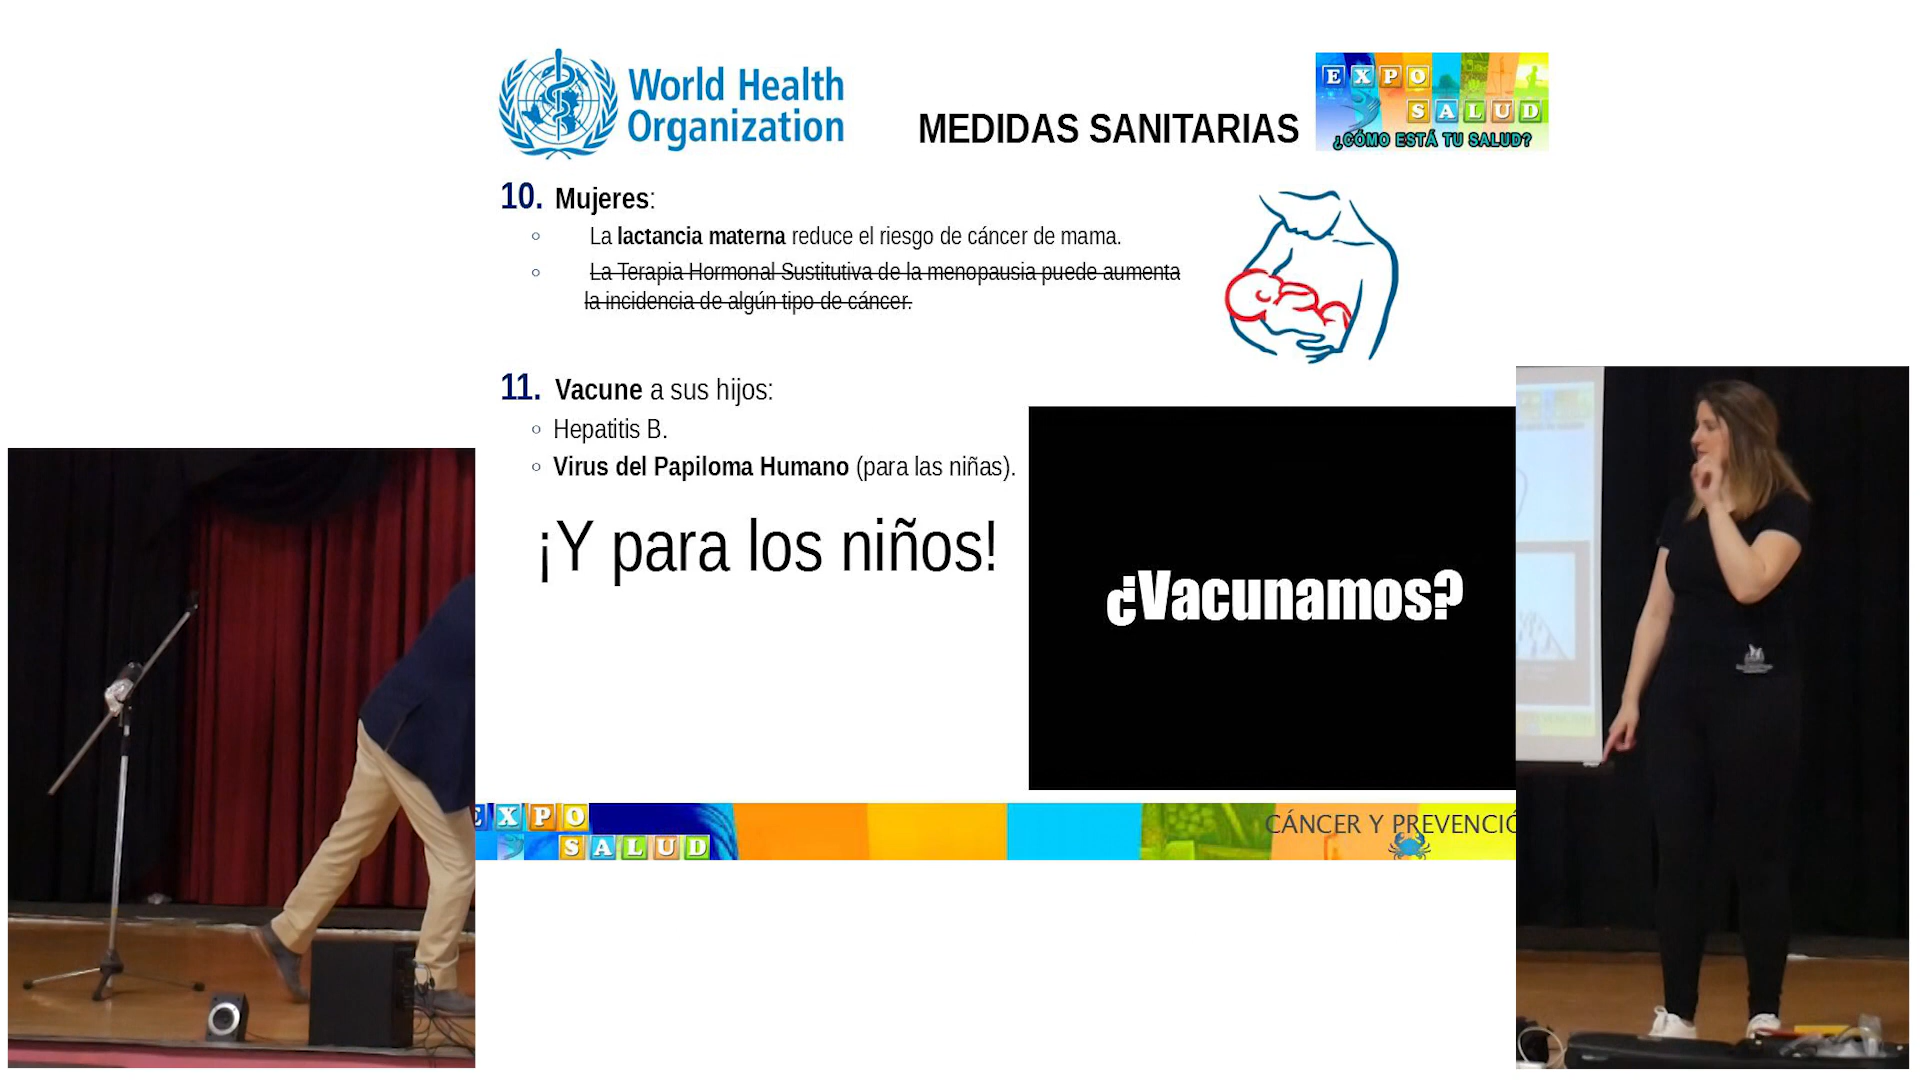 World Health
Organization
MEDIDAS SANITARIAS
EXPO
SALUD
¿CÓMO ESTÁ TU SALUD?
10. Mujeres:
La lactancia materna reduce el riesgo de cáncer de mama.
La Terapia Hormonal Sustitutiva de la menopausia puede aumenta
la incidencia de algún tipo de cáncer.
11. Vacune a sus hijos:
Hepatitis B.
Virus del Papiloma Humano (para las niñas).
¡Y para los niños!
¿Vacunamos?
EXPO
SALUD
CÁNCER Y PREVENCIÓ